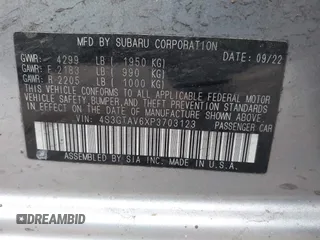 MFD BY SUBARU CORPORATION
GVWR: 4299 LB ( 1950 KG) DATE: 09/22
GAWR: F 2183 LB ( 990 KG)
R 2205 LB ( 1000 KG)
THIS VEHICLE CONFORMS TO ALL APPLICABLE FEDERAL MOTOR
VEHICLE SAFETY,BUMPER,AND THEFT PREVENTION STANDARDS IN
EFFECT ON THE DATE OF MANUFACTURE SHOWN ABOVE.
VIN: 4S3GTAV6XP3703123 PASSENGER CAR
ASSEMBLED BY SIA INC. MADE IN U.S.A.
DREAMBID